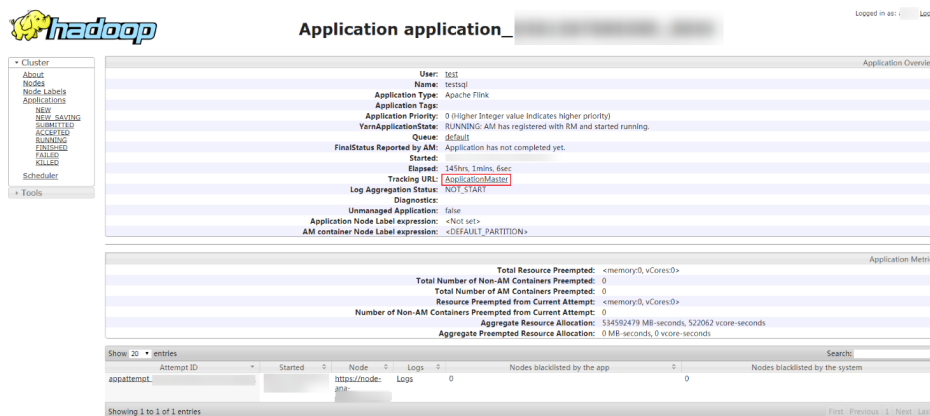 Logged in as:
hadoop
Application application_
Cluster
About
Nodes
Node Labels
Applications
NEW
NEW_SAVING
SUBMITTED
ACCEPTED
RUNNING
FINISHED
FAILED
KILLED
Scheduler
Tools
Application Overvie
User: test
Name: testsql
Application Type: Apache Flink
Application Tags:
Application Priority: 0 (Higher Integer value indicates higher priority)
YarnApplicationState: RUNNING: AM has registered with RM and started running.
Queue: default
FinalStatus Reported by AM: Application has not completed yet.
Started:
Elapsed: 145hrs, 1mins, 6sec
Tracking URL: ApplicationMaster
Log Aggregation Status: NOT_START
Diagnostics:
Unmanaged Application: false
Application Node Label expression: <Not set>
AM container Node Label expression: <DEFAULT_PARTITION>
Application Metri
Total Resource Preempted: <memory:0, vCores:0>
Total Number of Non-AM Containers Preempted: 0
Total Number of AM Containers Preempted: 0
Resource Preempted from Current Attempt: <memory:0, vCores:0>
Number of Non-AM Containers Preempted from Current Attempt: 0
Aggregate Resource Allocation: 534592479 MB-seconds, 522062 vcore-seconds
Aggregate Preempted Resource Allocation: 0 MB-seconds, 0 vcore-seconds
Show 20 entries Search:
Attempt ID Started Node Logs Nodes blacklisted by the app Nodes blacklisted by the system
appattempt_ https://node- Logs 0 0
ana-
Showing 1 to 1 of 1 entries First Previous 1 Next Las